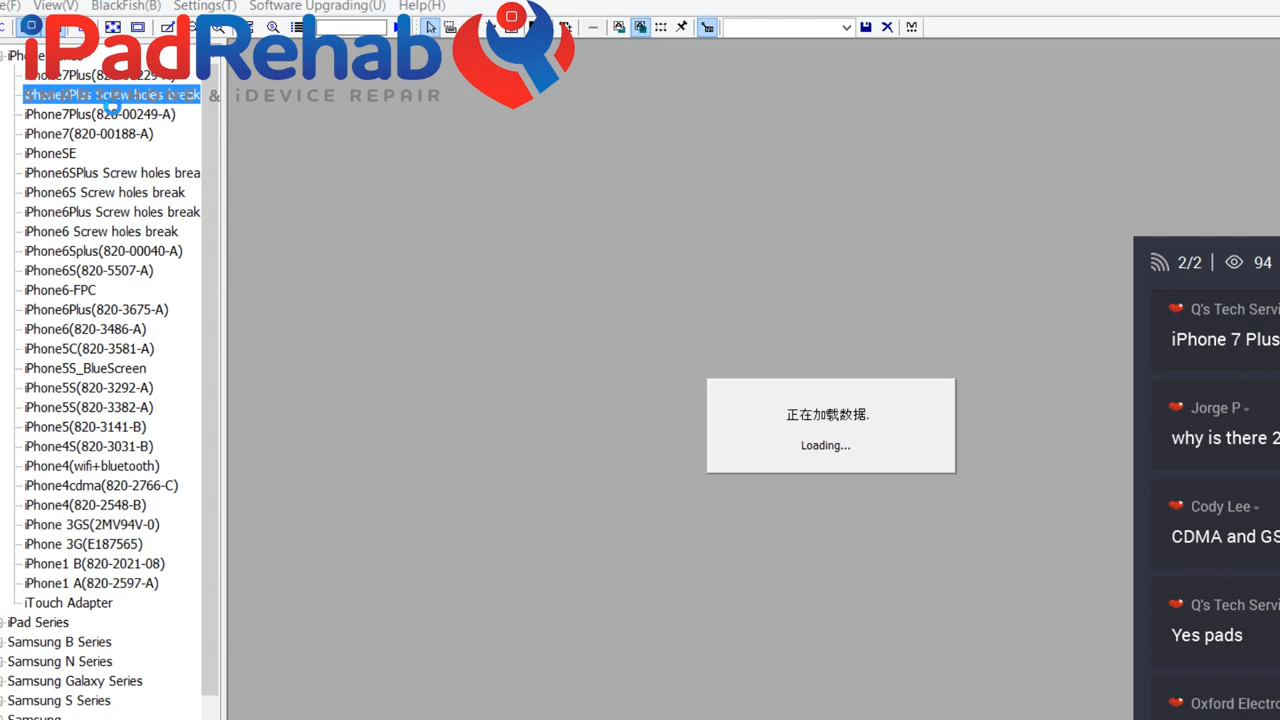 View(V) BlackFish(B) Settings(T) Software Upgrading(U) Help(H)
iPadRehab
& iDEVICE REPAIR
Screw holes break
iPhone7Plus(820-00249-A)
iPhone7(820-00188-A)
iPhoneSE
iPhone6SPlus Screw holes brea
iPhone6S Screw holes break
iPhone6Plus Screw holes break
iPhone6 Screw holes break
iPhone6Splus(820-00040-A)
iPhone6S(820-5507-A)
iPhone6-FPC
iPhone6Plus(820-3675-A)
iPhone6(820-3486-A)
iPhone5C(820-3581-A)
iPhone5S_BlueScreen
iPhone5S(820-3292-A)
iPhone5S(820-3382-A)
iPhone5(820-3141-B)
iPhone4S(820-3031-B)
iPhone4(wifi+bluetooth)
iPhone4cdma(820-2766-C)
iPhone4(820-2548-B)
iPhone 3GS(2MV94V-0)
iPhone 3G(E187565)
iPhone1 B(820-2021-08)
iPhone1 A(820-2597-A)
iTouch Adapter
iPad Series
Samsung B Series
Samsung N Series
Samsung Galaxy Series
Samsung S Series
正在加载数据.
Loading...
2/2 | 94
Q's Tech Servi
iPhone 7 Plus
Jorge P
why is there 2
Cody Lee
CDMA and GS
Q's Tech Servi
Yes pads
Oxford Electro